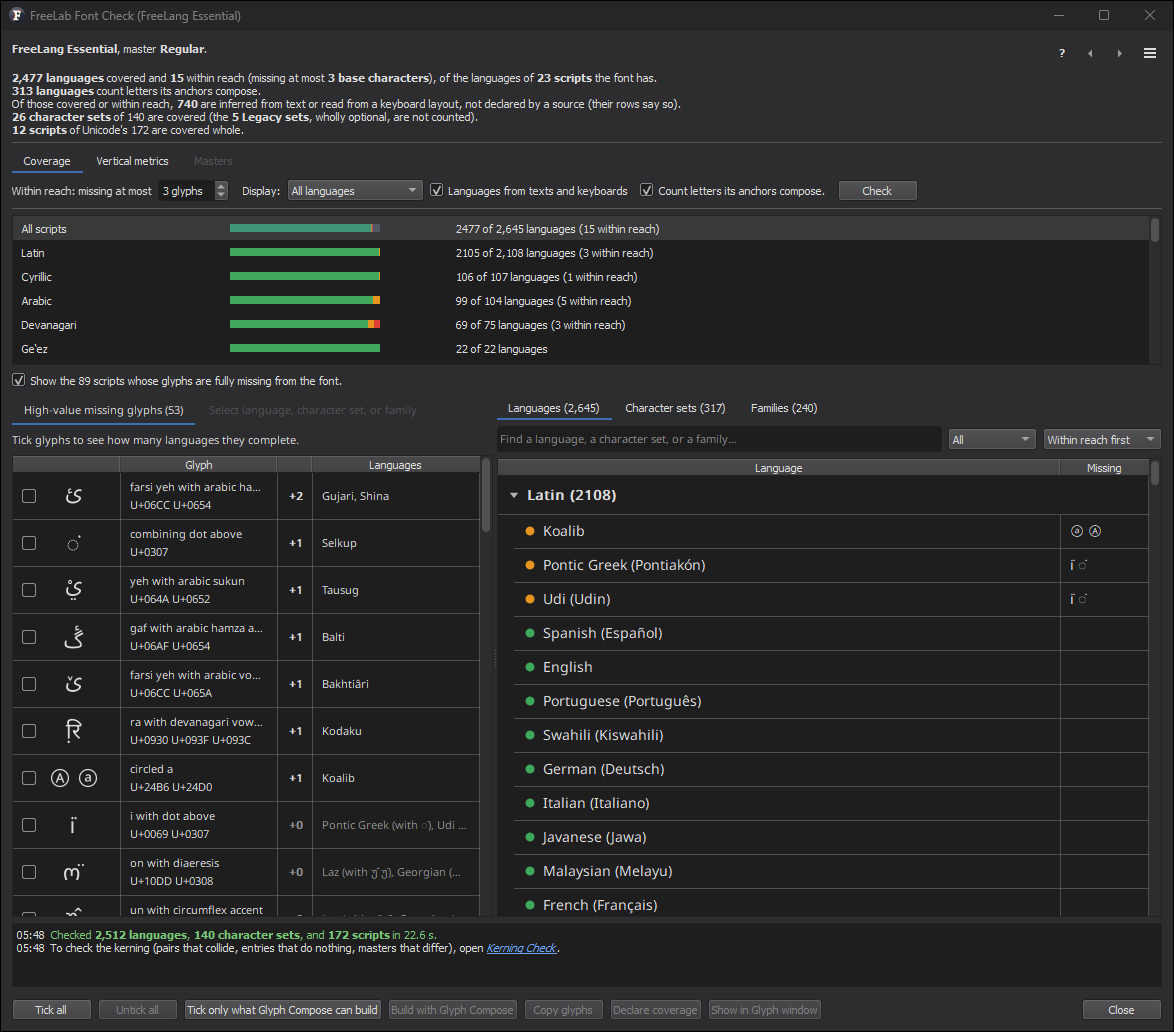 FreeLab Font Check (FreeLang Essential)
FreeLang Essential, master Regular.
?
2,477 languages covered and 15 within reach (missing at most 3 base characters), of the languages of 23 scripts the font has.
313 languages count letters its anchors compose.
Of those covered or within reach, 740 are inferred from text or read from a keyboard layout, not declared by a source (their rows say so).
26 character sets of 140 are covered (the 5 Legacy sets, wholly optional, are not counted).
12 scripts of Unicode's 172 are covered whole.
Coverage Vertical metrics Masters
Within reach: missing at most 3 glyphs Display: All languages Languages from texts and keyboards Count letters its anchors compose. Check
All scripts 2477 of 2,645 languages (15 within reach)
Latin 2105 of 2,108 languages (3 within reach)
Cyrillic 106 of 107 languages (1 within reach)
Arabic 99 of 104 languages (5 within reach)
Devanagari 69 of 75 languages (3 within reach)
Ge'ez 22 of 22 languages
Show the 89 scripts whose glyphs are fully missing from the font.
High-value missing glyphs (53) Select language, character set, or family
Tick glyphs to see how many languages they complete.
Glyph Languages
farsi yeh with arabic ha...
یٔ +2 Gujari, Shina
U+06CC U+0654
combining dot above
◌̇ +1 Selkup
U+0307
yeh with arabic sukun
يْ +1 Tausug
U+064A U+0652
gaf with arabic hamza a...
گٔ +1 Balti
U+06AF U+0654
farsi yeh with arabic vo...
یٚ +1 Bakhtiâri
U+06CC U+065A
ra with devanagari vow...
रि़ +1 Kodaku
U+0930 U+093F U+093C
circled a
Ⓐ ⓐ +1 Koalib
U+24B6 U+24D0
i with dot above
i̇ +0 Pontic Greek (with ◌̇), Udi ...
U+0069 U+0307
on with diaeresis
ო̈ +0
U+10DD U+0308
un with circumflex accent
Languages (2,645) Character sets (317) Families (240)
Find a language, a character set, or a family... All Within reach first
Language Missing
Latin (2108)
Koalib ⓐ Ⓐ
Pontic Greek (Pontiakón) i̇ ◌̇
Udi (Udin) i̇ ◌̇
Spanish (Español)
English
Portuguese (Português)
Swahili (Kiswahili)
German (Deutsch)
Italian (Italiano)
Javanese (Jawa)
Malaysian (Melayu)
French (Français)
05:48 Checked 2,512 languages, 140 character sets, and 172 scripts in 22.6 s.
05:48 To check the kerning (pairs that collide, entries that do nothing, masters that differ), open Kerning Check.
Tick all Untick all Tick only what Glyph Compose can build Build with Glyph Compose Copy glyphs Declare coverage Show in Glyph window Close